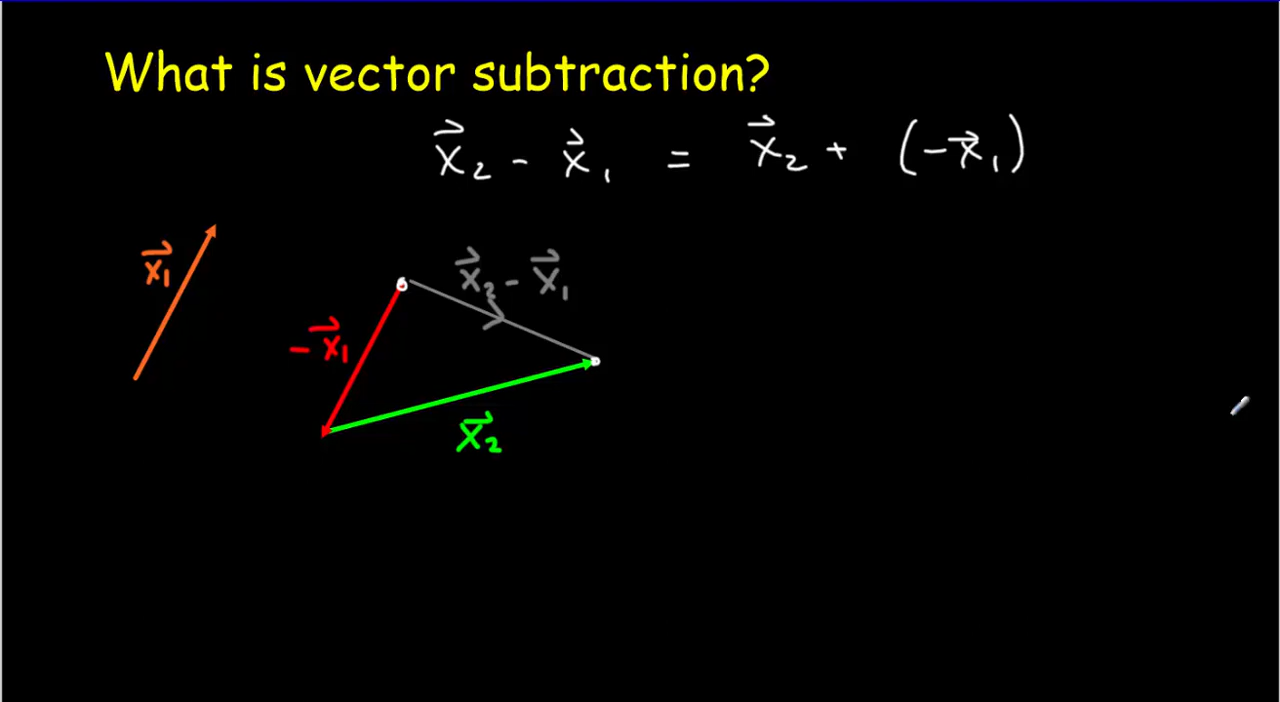 What is vector subtraction?
x⃗₂ - x⃗₁ = x⃗₂ + (-x⃗₁)
x⃗₁
x⃗₂ - x⃗₁
-x⃗₁
x⃗₂